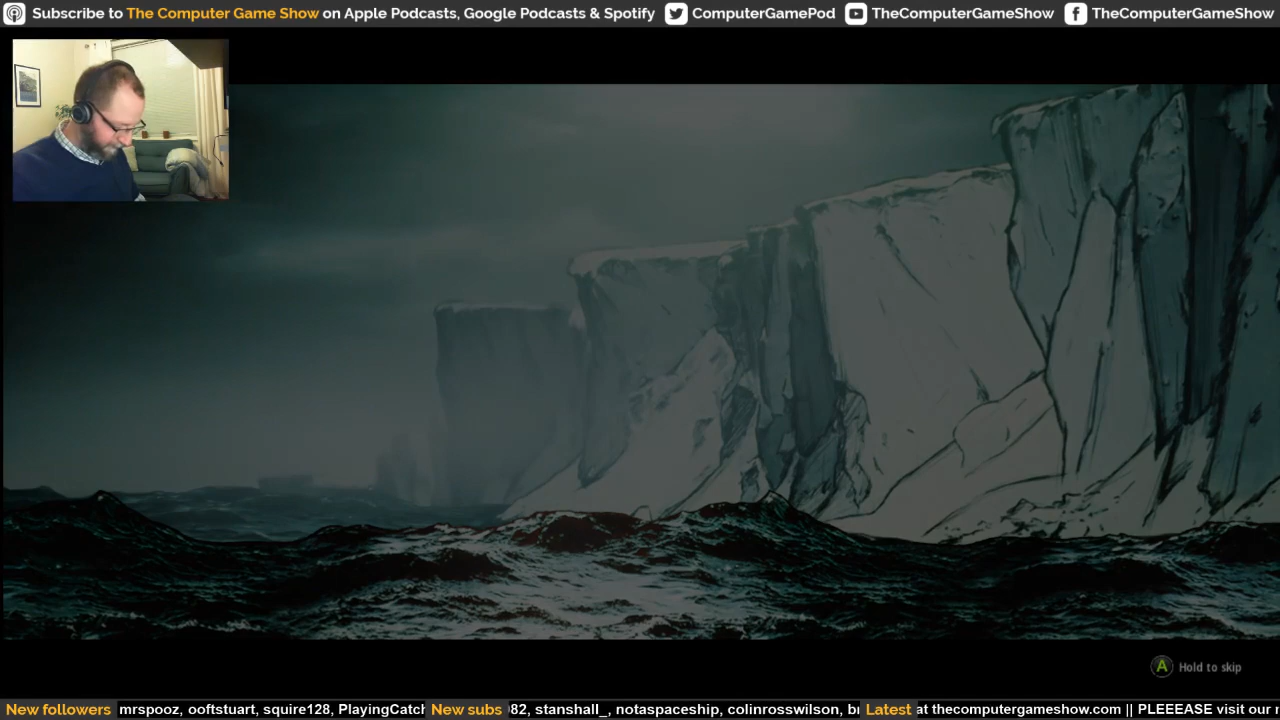 Subscribe to The Computer Game Show on Apple Podcasts, Google Podcasts & Spotify ComputerGamePod TheComputerGameShow TheComputerGameShow
A Hold to skip
New followers mrspooz, ooftstuart, squire128, PlayingCatch New subs 82, stanshall_, notaspaceship, colinrosswilson, Latest at thecomputergameshow.com || PLEEEASE visit our